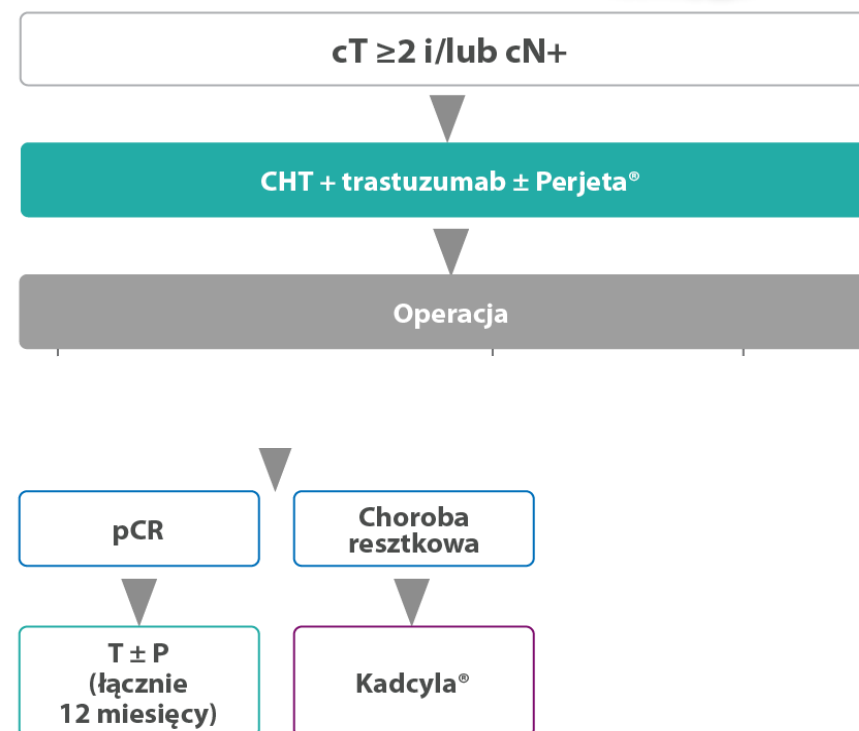 cT ≥2 i/lub cN+
CHT + trastuzumab ± Perjeta®
Operacja
pCR
Choroba
resztkowa
T ± P
(łącznie
12 miesięcy)
Kadcyla®